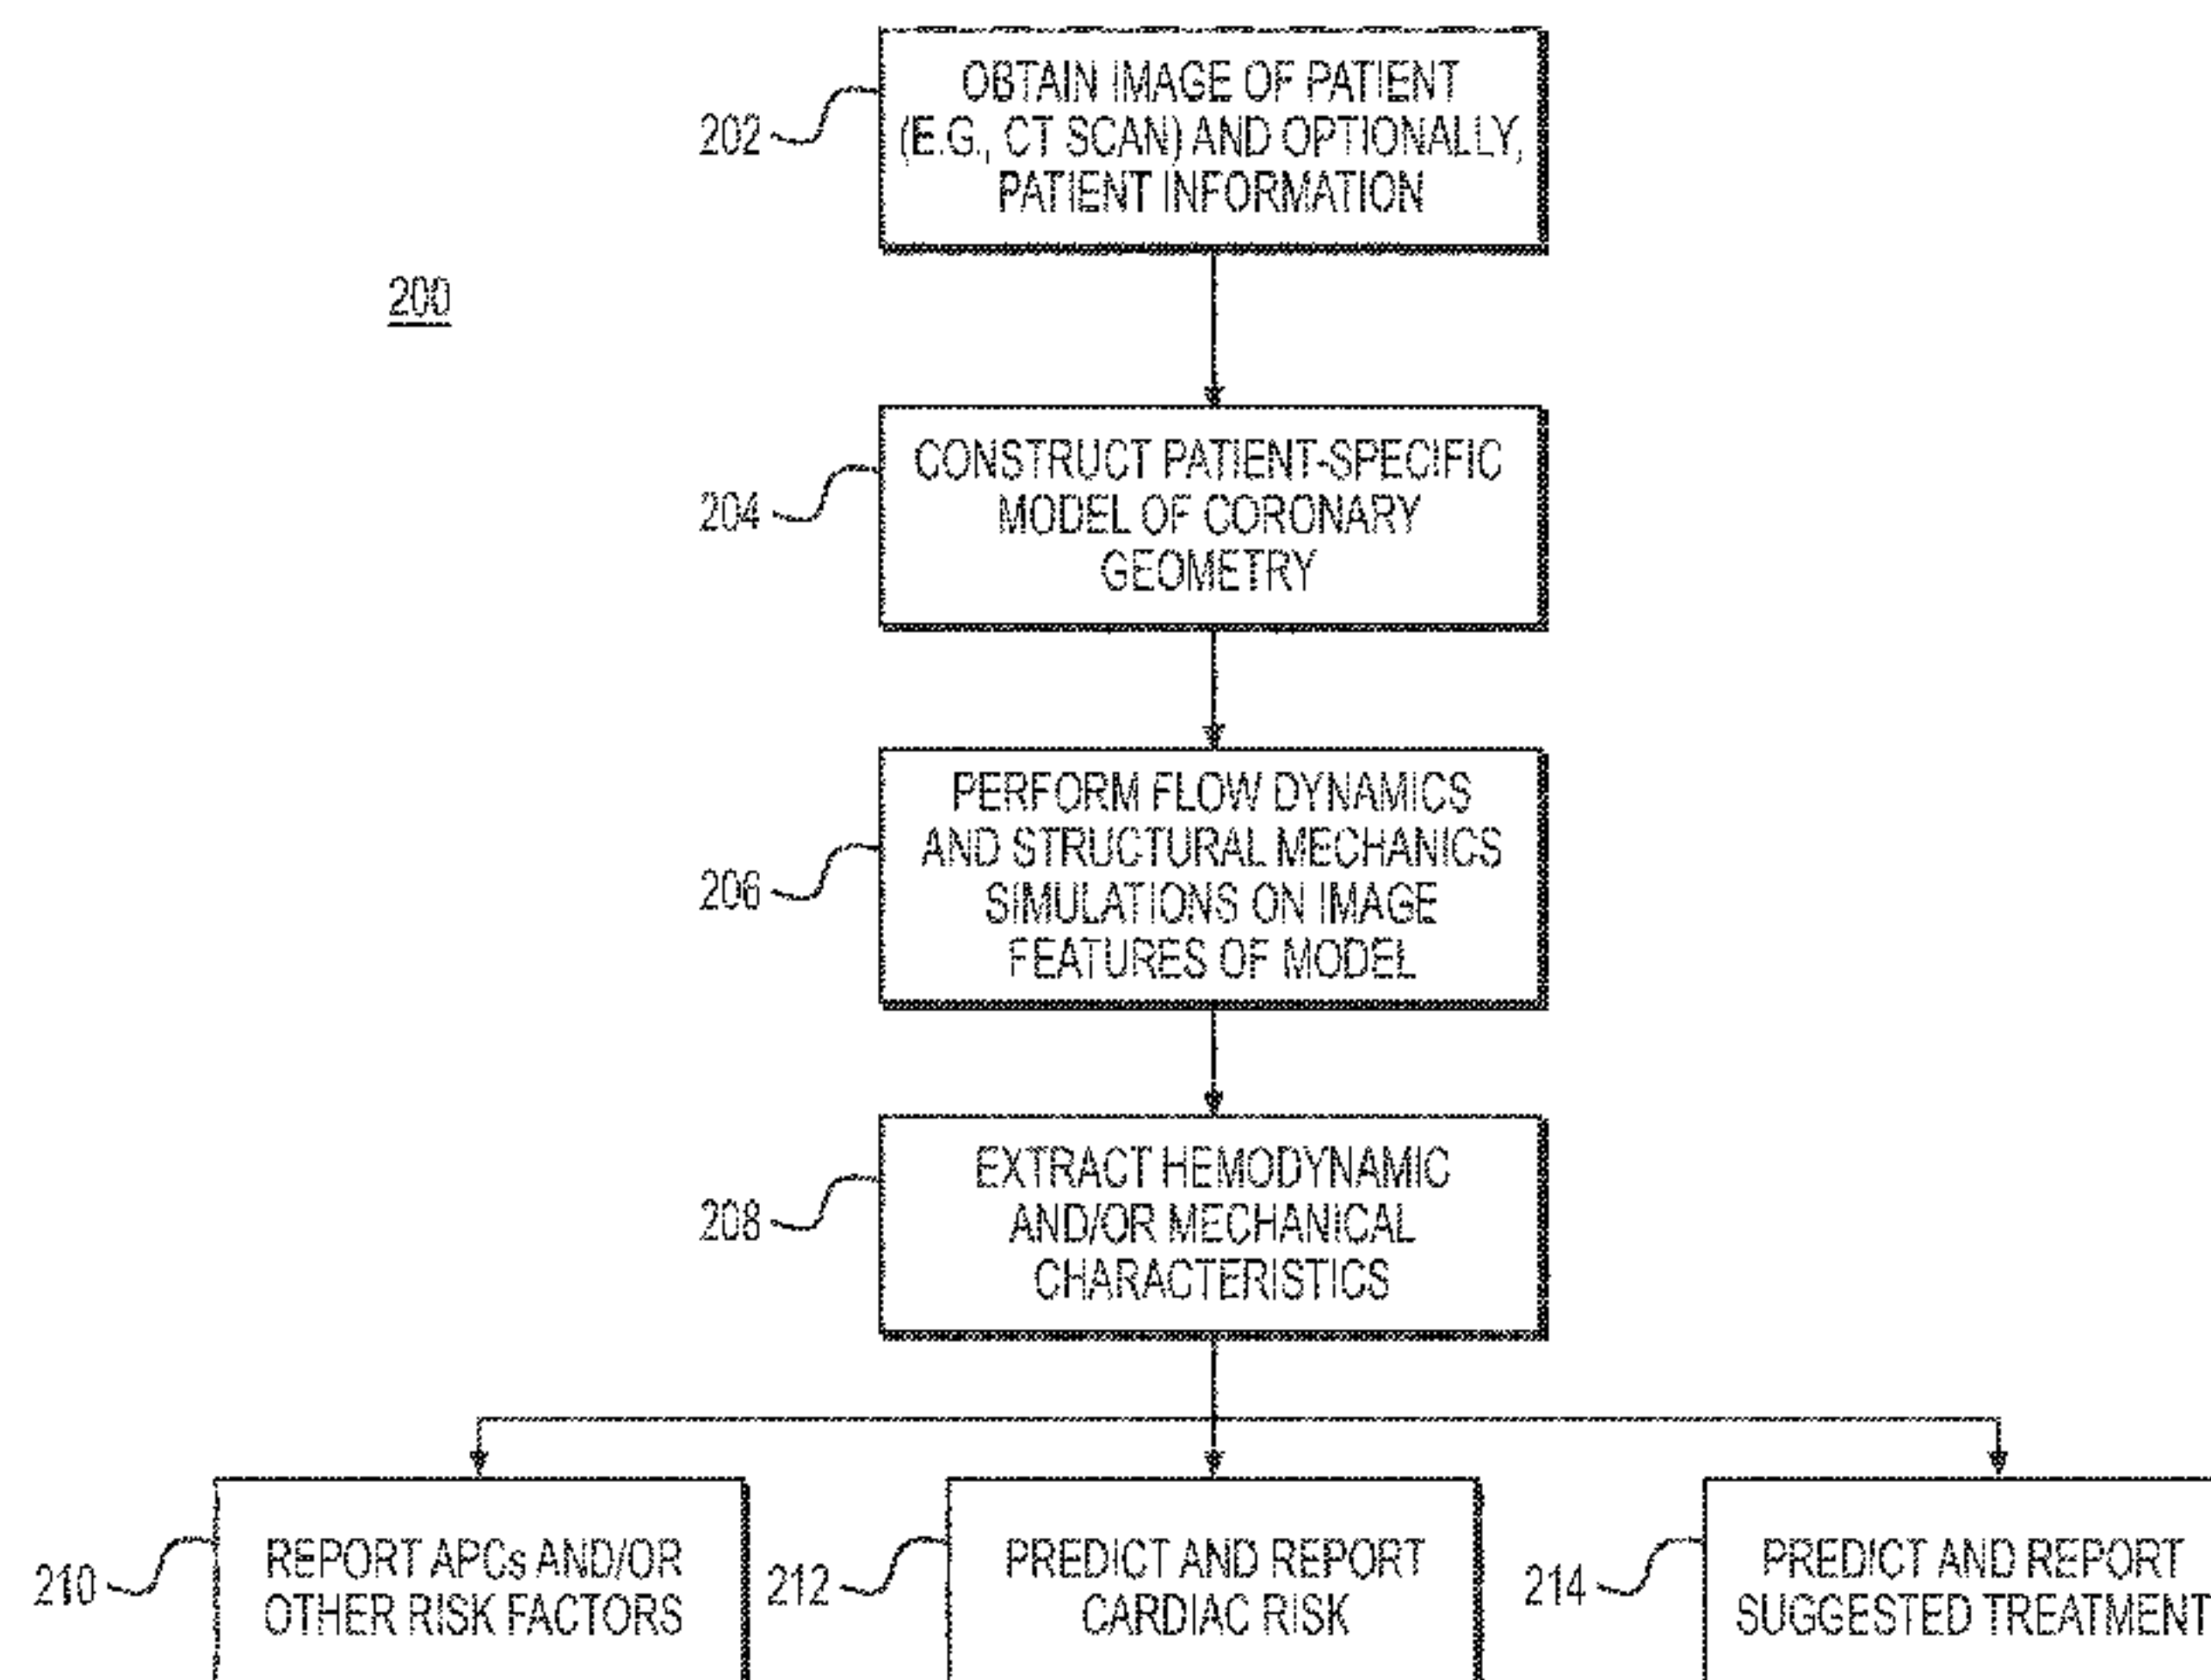 OBTAIN IMAGE OF PATIENT
(E.G., CT SCAN) AND OPTIONALLY,
PATIENT INFORMATION
202
200
CONSTRUCT PATIENT-SPECIFIC
MODEL OF CORONARY
GEOMETRY
204
PERFORM FLOW DYNAMICS
AND STRUCTURAL MECHANICS
SIMULATIONS ON IMAGE
FEATURES OF MODEL
206
EXTRACT HEMODYNAMIC
AND/OR MECHANICAL
CHARACTERISTICS
208
210
REPORT APCs AND/OR
OTHER RISK FACTORS
212
PREDICT AND REPORT
CARDIAC RISK
214
PREDICT AND REPORT
SUGGESTED TREATMENT